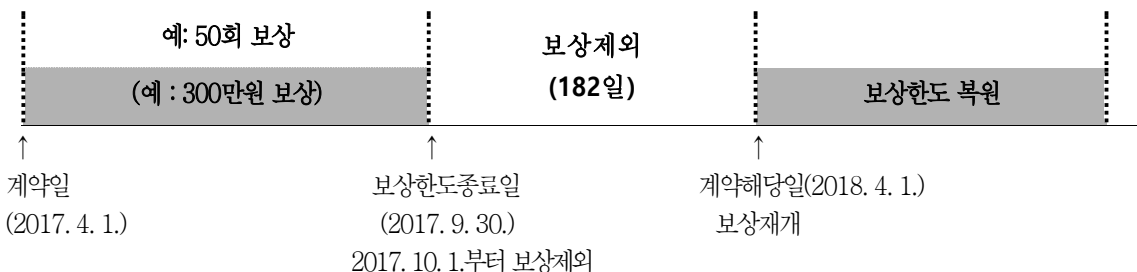 예: 50회 보상
(예 : 300만원 보상)
보상제외
(182일)
보상한도 복원
↑
계약일
(2017. 4. 1.)
↑
보상한도종료일
(2017. 9. 30.)
2017. 10. 1.부터 보상제외
↑
계약해당일(2018. 4. 1.)
보상재개